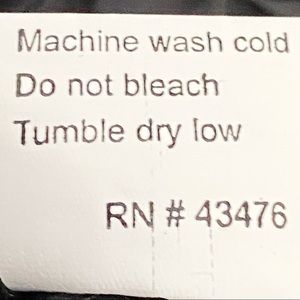 Machine wash cold
Do not bleach
Tumble dry low
RN # 43476